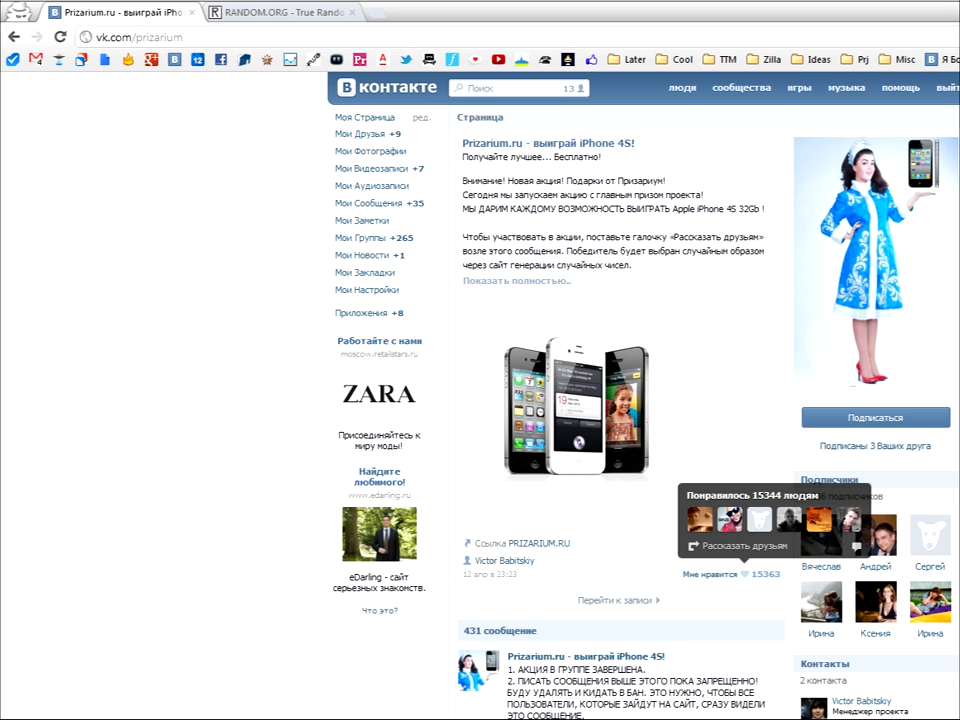 Prizarium.ru - выиграй iPho
RANDOM.ORG - True Rando
vk.com/prizarium
4
12
Later
Cool
TTM
Zilla
Ideas
Prj
Misc
Я Бо
В контакте
Поиск
13
люди
сообщества
игры
музыка
помощь
выйт
Моя Страница
ред.
Мои Друзья +9
Мои Фотографии
Мои Видеозаписи +7
Мои Аудиозаписи
Мои Сообщения +35
Мои Заметки
Мои Группы +265
Мои Новости +1
Мои Закладки
Мои Настройки
Приложения +8
Работайте с нами
moscow.retailstars.ru
ZARA
Присоединяйтесь к
миру моды!
Найдите
любимого!
www.edarling.ru
eDarling - сайт
серьезных знакомств.
Что это?
Страница
Prizarium.ru - выиграй iPhone 4S!
Получайте лучшее... Бесплатно!
Внимание! Новая акция! Подарки от Призариум!
Сегодня мы запускаем акцию с главным призом проекта!
МЫ ДАРИМ КАЖДОМУ ВОЗМОЖНОСТЬ ВЫИГРАТЬ Apple iPhone 4S 32Gb !
Чтобы участвовать в акции, поставьте галочку «Рассказать друзьям»
возле этого сообщения. Победитель будет выбран случайным образом
через сайт генерации случайных чисел.
Показать полностью..
19
Ссылка PRIZARIUM.RU
Victor Babitskiy
12 апр в 23:23
Понравилось 15344 людям
Рассказать друзьям
Мне нравится 15363
Перейти к записи
431 сообщение
Prizarium.ru - выиграй iPhone 4S!
1. АКЦИЯ В ГРУППЕ ЗАВЕРШЕНА.
2. ПИСАТЬ СООБЩЕНИЯ ВЫШЕ ЭТОГО ПОКА ЗАПРЕЩЕННО!
БУДУ УДАЛЯТЬ И КИДАТЬ В БАН. ЭТО НУЖНО, ЧТОБЫ ВСЕ
ПОЛЬЗОВАТЕЛИ, КОТОРЫЕ ЗАЙДУТ НА САЙТ, СРАЗУ ВИДЕЛИ
ЭТО СООБЩЕНИЕ.
Подписаться
Подписаны 3 Ваших друга
Подписчики
подписчиков
Вячеслав
Андрей
Сергей
Ирина
Ксения
Ирина
Контакты
2 контакта
Victor Babitskiy
Менеджер проекта